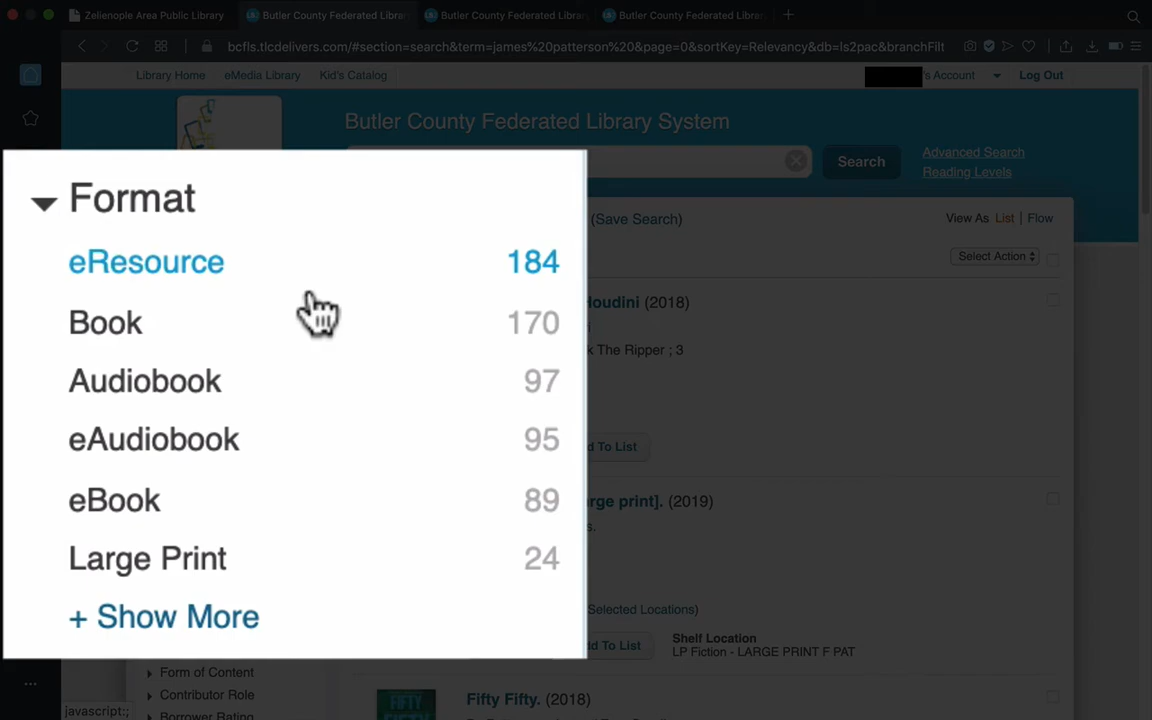 Zelienople Area Public Library
Butler County Federated Library
Butler County Federated Library
Butler County Federated Library
bcfls.tlcdelivers.com/#section=search&term=james%20patterson%20&page=0&sortKey=Relevancy&db=ls2pac&branchFilt
Library Home eMedia Library Kid's Catalog
's Account Log Out
Butler County Federated Library System
Search
Advanced Search
Reading Levels
(Save Search)
View As List | Flow
Select Action
Format
eResource 184
Book 170
Audiobook 97
eAudiobook 95
eBook 89
Large Print 24
+ Show More
Houdini (2018)
k The Ripper ; 3
d To List
rge print]. (2019)
s.
Selected Locations)
d To List
Shelf Location
LP Fiction - LARGE PRINT F PAT
Form of Content
Contributor Role
Borrower Rating
FIFTY
Fifty Fifty. (2018)
javascript:;